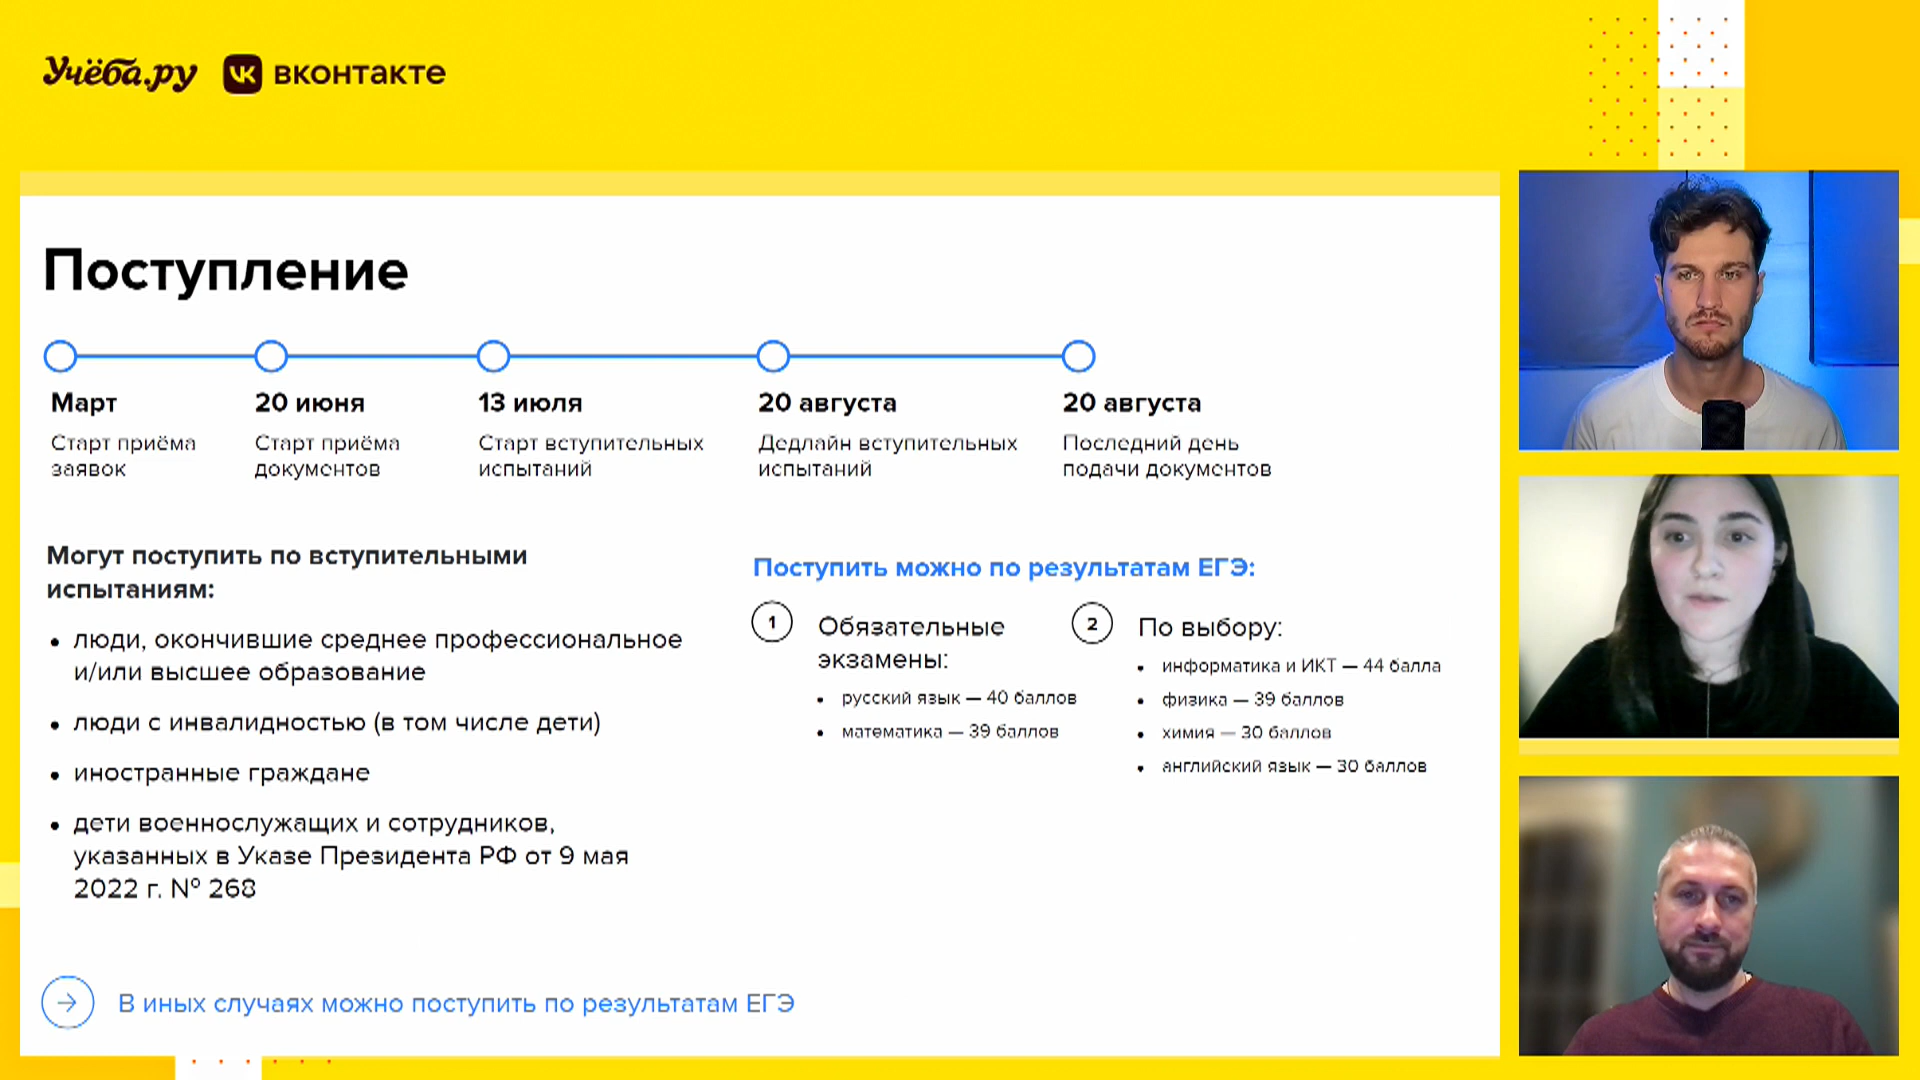 Учёба.ру
вконтакте
Поступление
Март
Старт приёма
заявок
20 июня
Старт приёма
документов
13 июля
Старт вступительных
испытаний
20 августа
Дедлайн вступительных
испытаний
20 августа
Последний день
подачи документов
Могут поступить по вступительными
испытаниям:
• люди, окончившие среднее профессиональное
и/или высшее образование
• люди с инвалидностью (в том числе дети)
• иностранные граждане
• дети военнослужащих и сотрудников,
указанных в Указе Президента РФ от 9 мая
2022 г. № 268
Поступить можно по результатам ЕГЭ:
1
Обязательные
экзамены:
• русский язык — 40 баллов
• математика — 39 баллов
2
По выбору:
• информатика и ИКТ — 44 балла
• физика — 39 баллов
• химия — 30 баллов
• английский язык — 30 баллов
В иных случаях можно поступить по результатам ЕГЭ